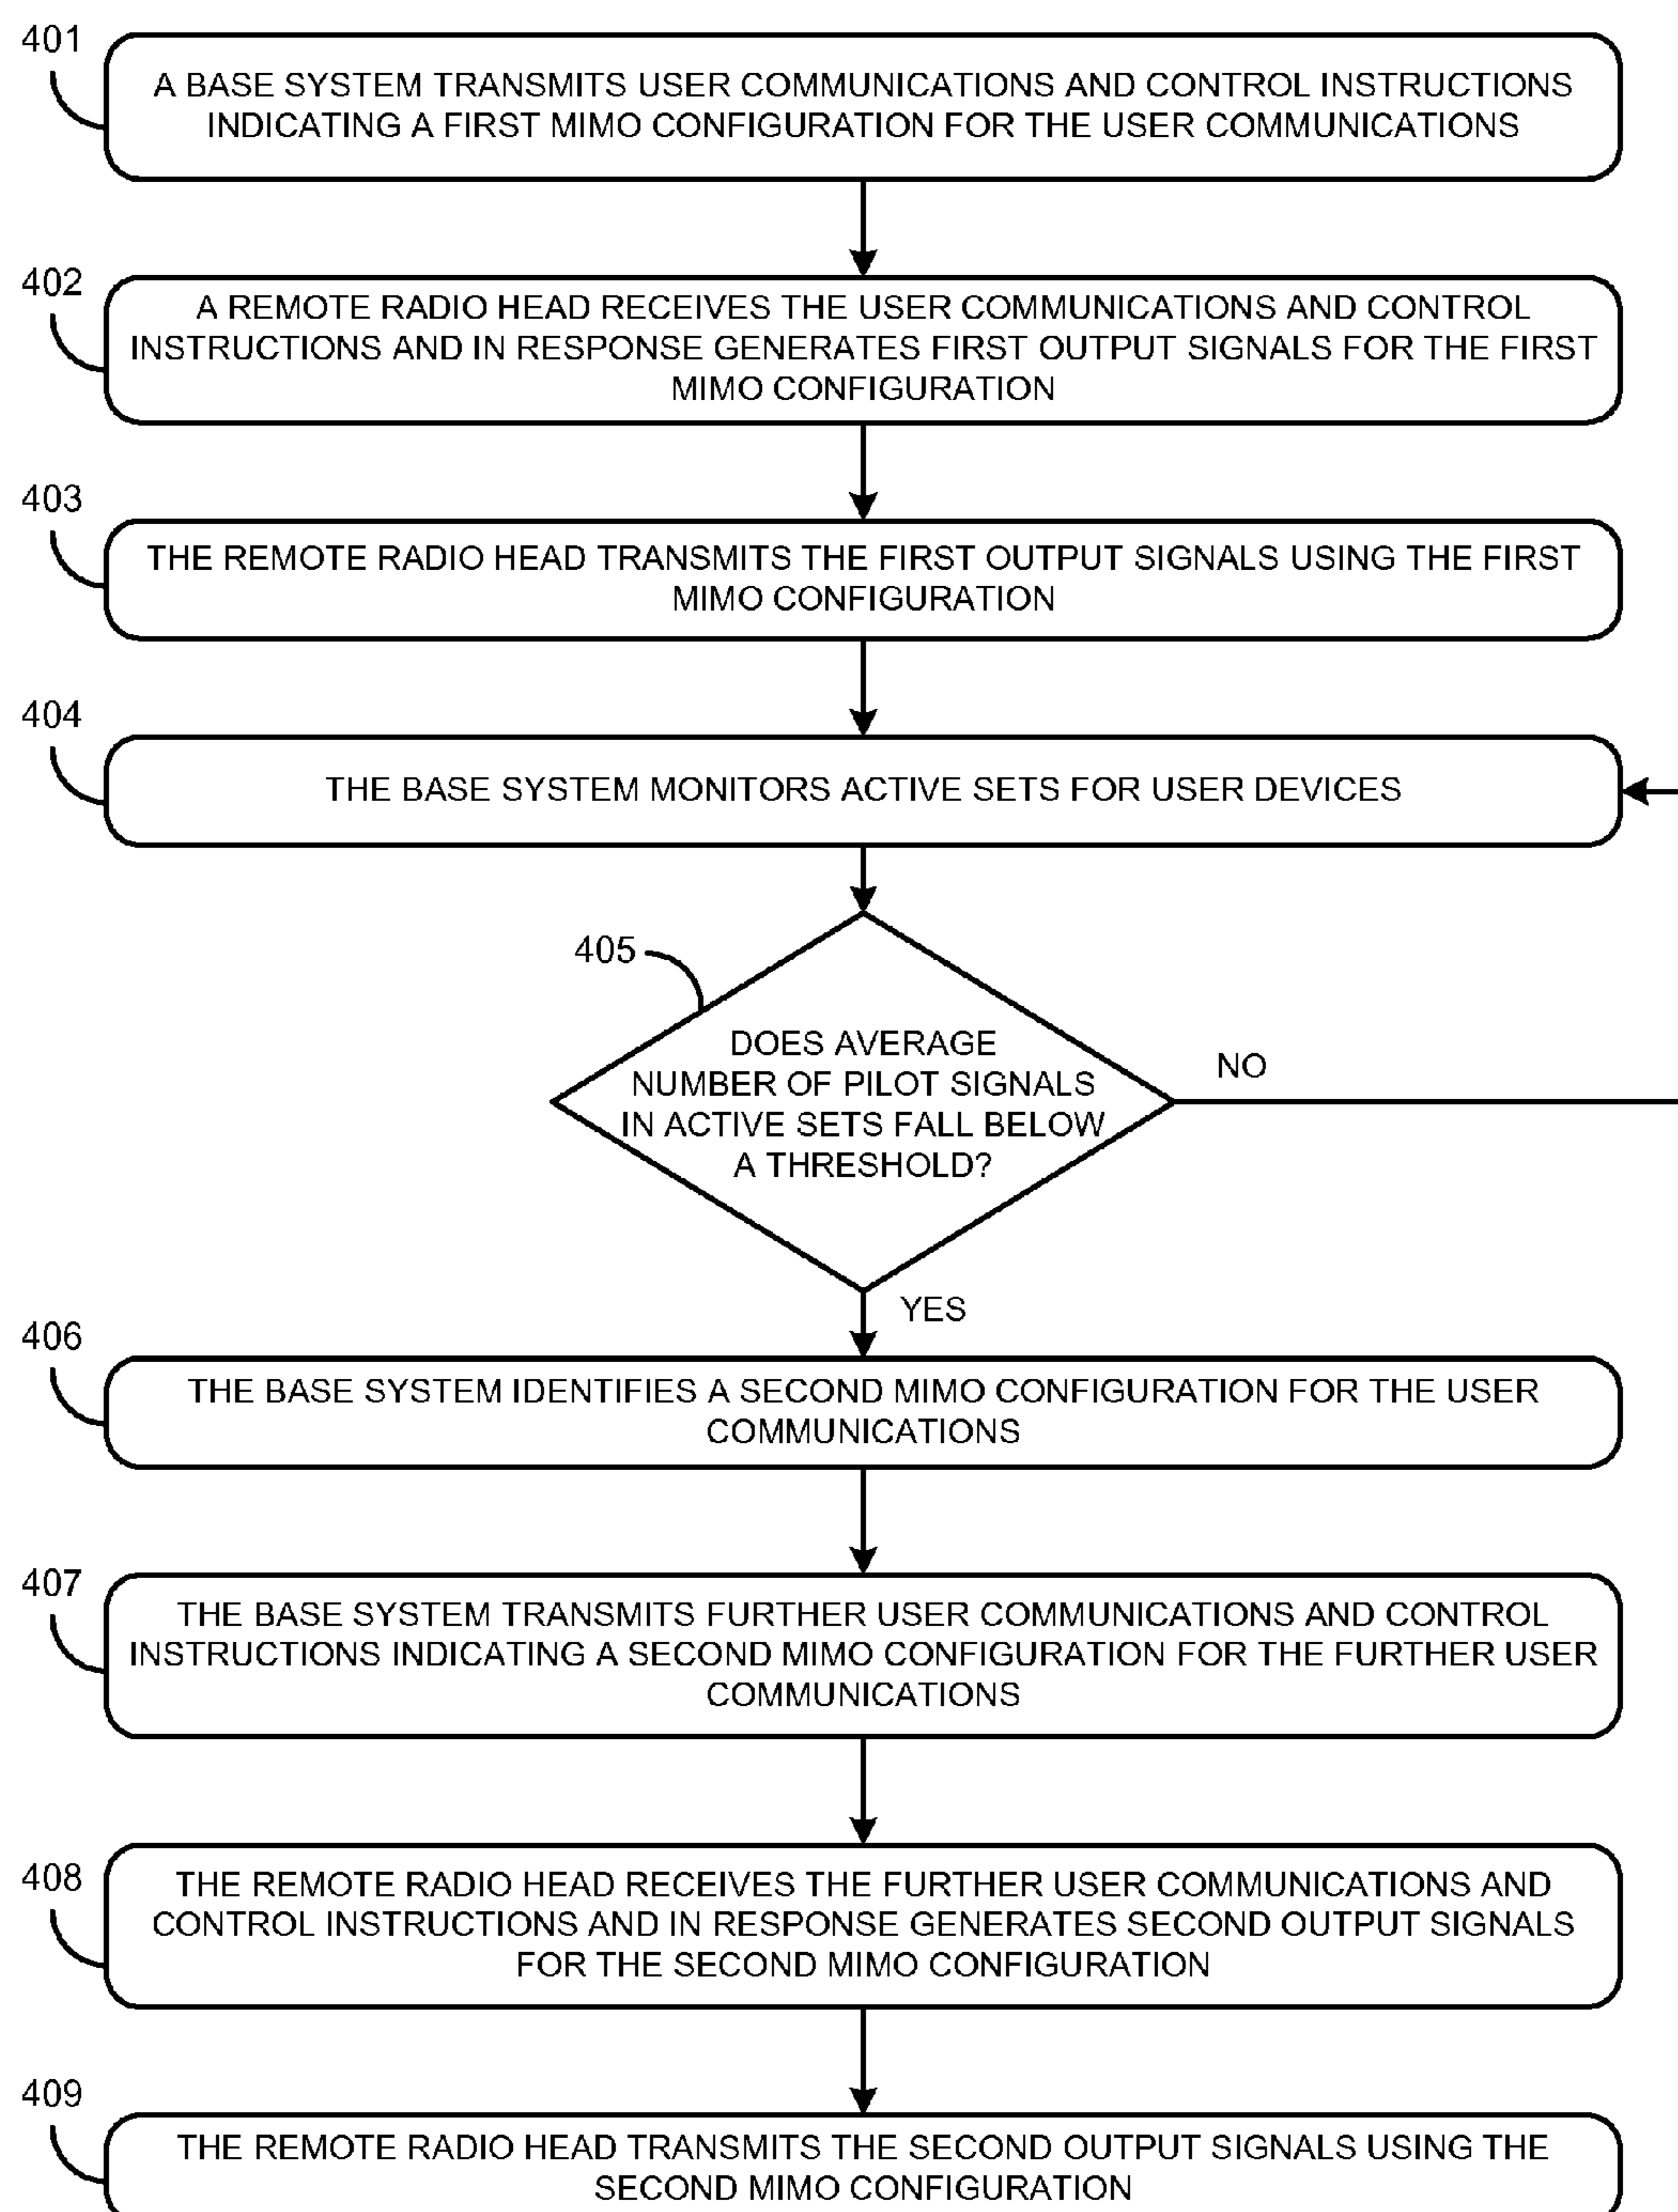 401
A BASE SYSTEM TRANSMITS USER COMMUNICATIONS AND CONTROL INSTRUCTIONS
INDICATING A FIRST MIMO CONFIGURATION FOR THE USER COMMUNICATIONS
402
A REMOTE RADIO HEAD RECEIVES THE USER COMMUNICATIONS AND CONTROL
INSTRUCTIONS AND IN RESPONSE GENERATES FIRST OUTPUT SIGNALS FOR THE FIRST
MIMO CONFIGURATION
403
THE REMOTE RADIO HEAD TRANSMITS THE FIRST OUTPUT SIGNALS USING THE FIRST
MIMO CONFIGURATION
404
THE BASE SYSTEM MONITORS ACTIVE SETS FOR USER DEVICES
405
DOES AVERAGE
NUMBER OF PILOT SIGNALS
IN ACTIVE SETS FALL BELOW
A THRESHOLD?
NO
YES
406
THE BASE SYSTEM IDENTIFIES A SECOND MIMO CONFIGURATION FOR THE USER
COMMUNICATIONS
407
THE BASE SYSTEM TRANSMITS FURTHER USER COMMUNICATIONS AND CONTROL
INSTRUCTIONS INDICATING A SECOND MIMO CONFIGURATION FOR THE FURTHER USER
COMMUNICATIONS
408
THE REMOTE RADIO HEAD RECEIVES THE FURTHER USER COMMUNICATIONS AND
CONTROL INSTRUCTIONS AND IN RESPONSE GENERATES SECOND OUTPUT SIGNALS
FOR THE SECOND MIMO CONFIGURATION
409
THE REMOTE RADIO HEAD TRANSMITS THE SECOND OUTPUT SIGNALS USING THE
SECOND MIMO CONFIGURATION